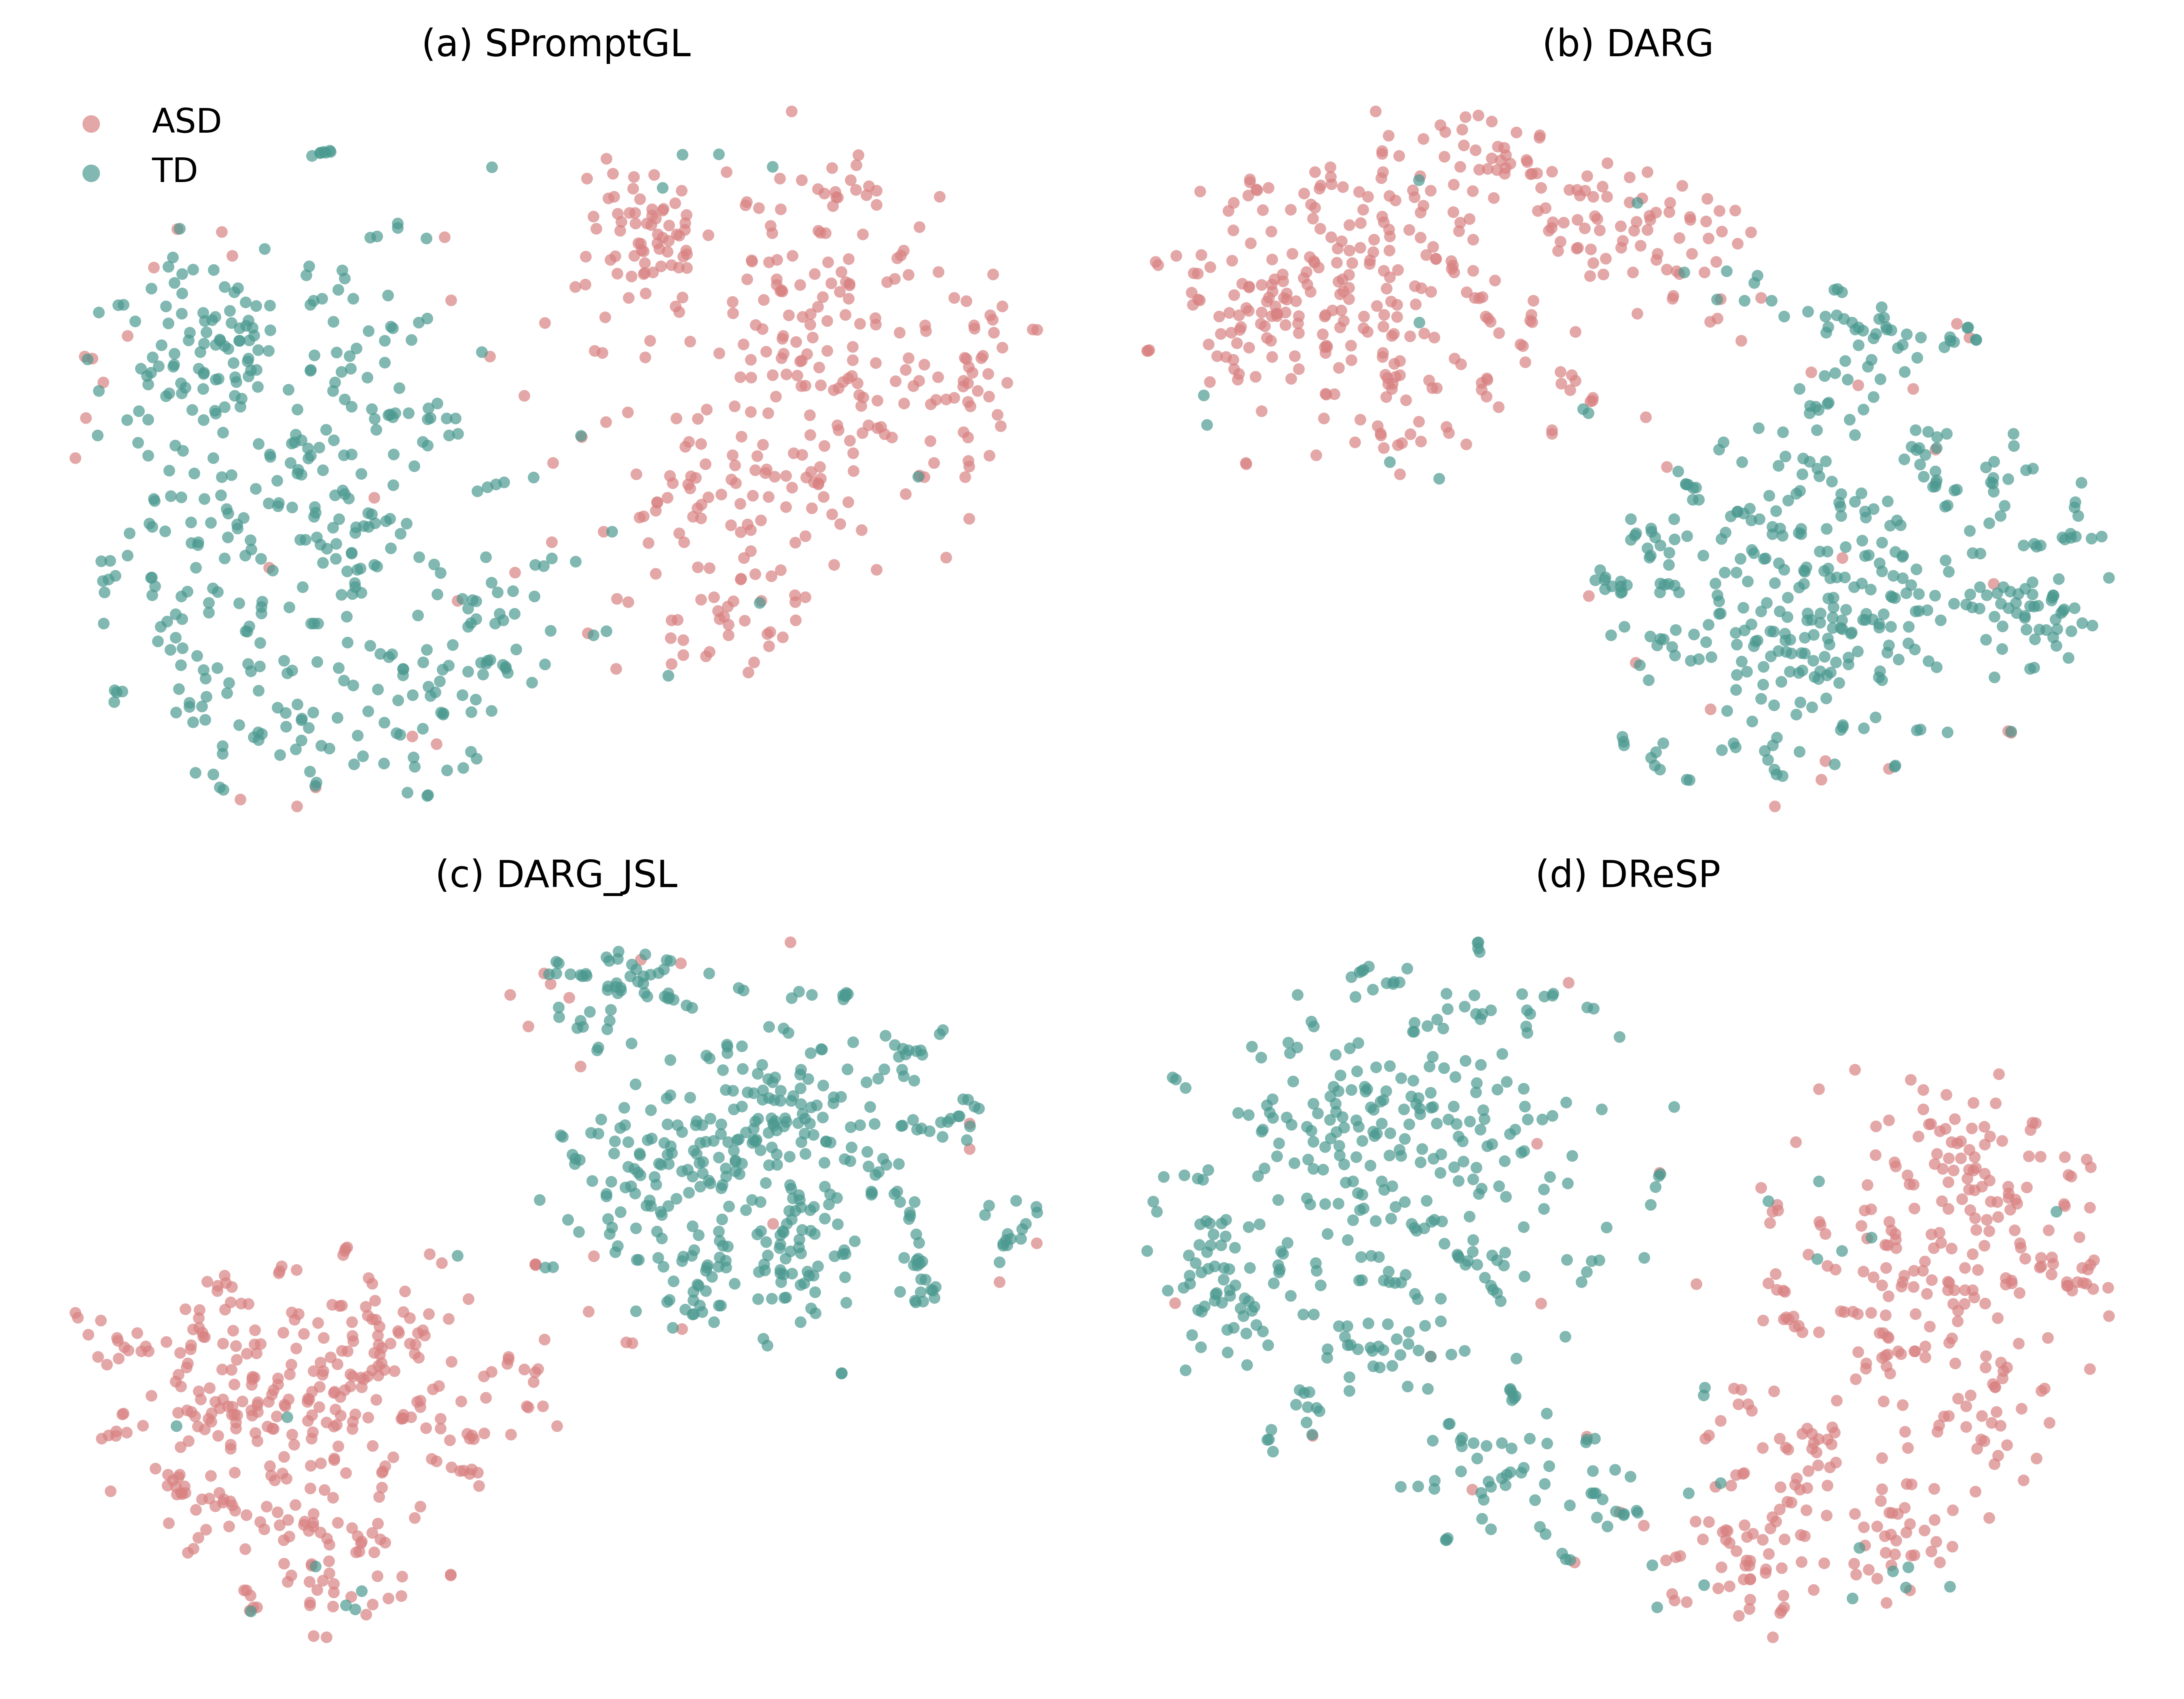 (a) SPromptGL
(b) DARG
ASD
TD
(c) DARG_JSL
(d) DReSP